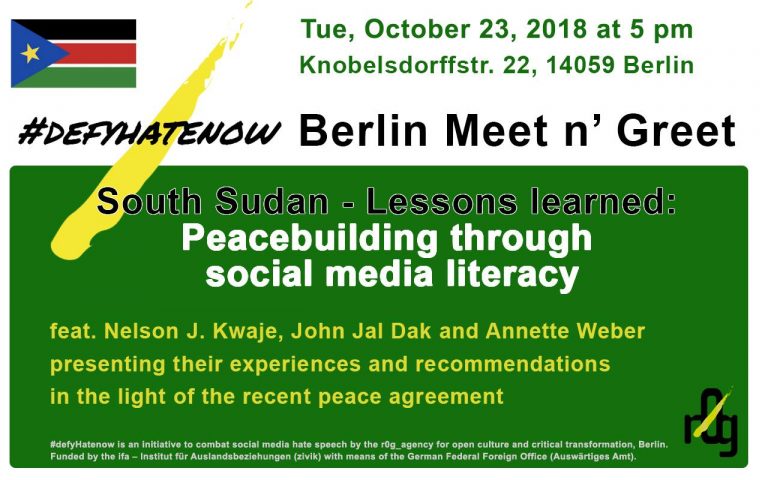 Tue, October 23, 2018 at 5 pm
Knobelsdorffstr. 22, 14059 Berlin
#DEFYHATENOW Berlin Meet n’ Greet
South Sudan - Lessons learned:
Peacebuilding through
social media literacy
feat. Nelson J. Kwaje, John Jal Dak and Annette Weber
presenting their experiences and recommendations
in the light of the recent peace agreement
r0g
#defyHatenow is an initiative to combat social media hate speech by the r0g_agency for open culture and critical transformation, Berlin.
Funded by the ifa – Institut für Auslandsbeziehungen (zivik) with means of the German Federal Foreign Office (Auswärtiges Amt).